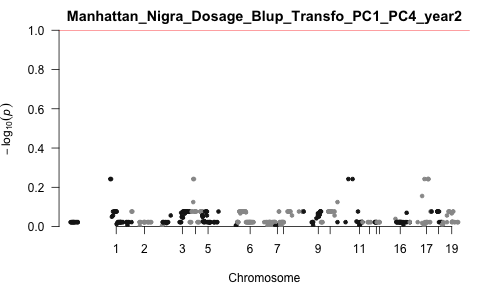 Manhattan_Nigra_Dosage_Blup_Transfo_PC1_PC4_year2
1.0
0.8
0.6
0.4
0.2
0.0
− log10(p)
1 2 3 5 6 7 9 11 16 17 19
Chromosome